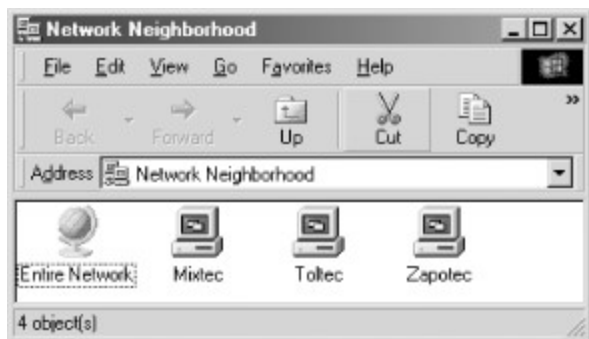 Network Neighborhood
File Edit View Go Favorites Help
Back Forward Up Cut Copy »
Address Network Neighborhood
Entire Network Mixtec Toltec Zapotec
4 object(s)